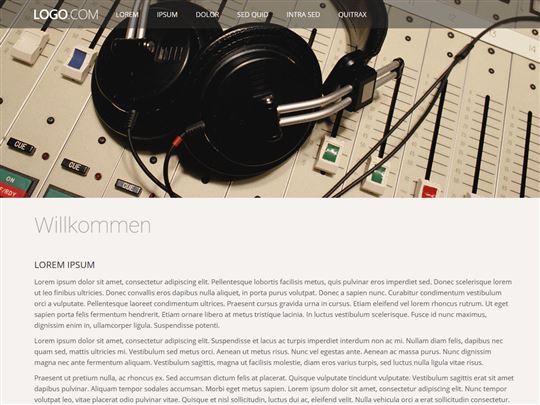 LOGO.COM LOREM IPSUM DOLOR SED QUID INTRA SED QUITRAX
CUE
CUE
CUE
ON
/RDY
Willkommen
LOREM IPSUM
Lorem ipsum dolor sit amet, consectetur adipiscing elit. Pellentesque lobortis facilisis metus, quis pulvinar eros imperdiet sed. Donec scelerisque lorem
ut leo finibus ultricies. Donec convallis eros dapibus nulla aliquet, in porta purus volutpat. Donec a sapien nunc. Curabitur condimentum vestibulum
orci a vulputate. Pellentesque laoreet condimentum ultrices. Praesent cursus gravida urna in cursus. Etiam eleifend vel lorem rhoncus pretium. Ut eget
sapien porta felis fermentum hendrerit. Etiam ornare libero at metus tristique condimentum. In luctus vestibulum scelerisque. Fusce id nunc maximus,
dignissim enim in, ullamcorper enim. Suspendisse potenti.
Lorem ipsum dolor sit amet, consectetur adipiscing elit. Suspendisse et lacus ac turpis imperdiet interdum non ac mi. Nullam diam felis, dapibus nec
quam sed, mattis ultricies mi. Vestibulum sed metus orci. Aenean ut metus risus. Nunc vel egestas ante. Aenean ac massa purus. Nunc dignissim
magna nec ante fermentum aliquam. Vestibulum sagittis, magna ut facilisis molestie, diam eros varius turpis, sed luctus nulla ligula vitae risus.
Praesent ut pretium nulla, ac rhoncus ex. Sed accumsan dictum felis at placerat. Quisque vulputate tincidunt vulputate. Vestibulum sagittis erat sit amet
dapibus pulvinar. Aliquam tempor sodales accumsan. Morbi eget metus sapien. Lorem ipsum dolor sit amet, consectetur adipiscing elit. Nunc tempor
volutpat leo, condimentum vehicula erat placerat vitae. Quisque et nisl sollicitudin, luctus dui ac, eleifend velit. Nulla vehicula orci a erat sollicitudin consectetur.